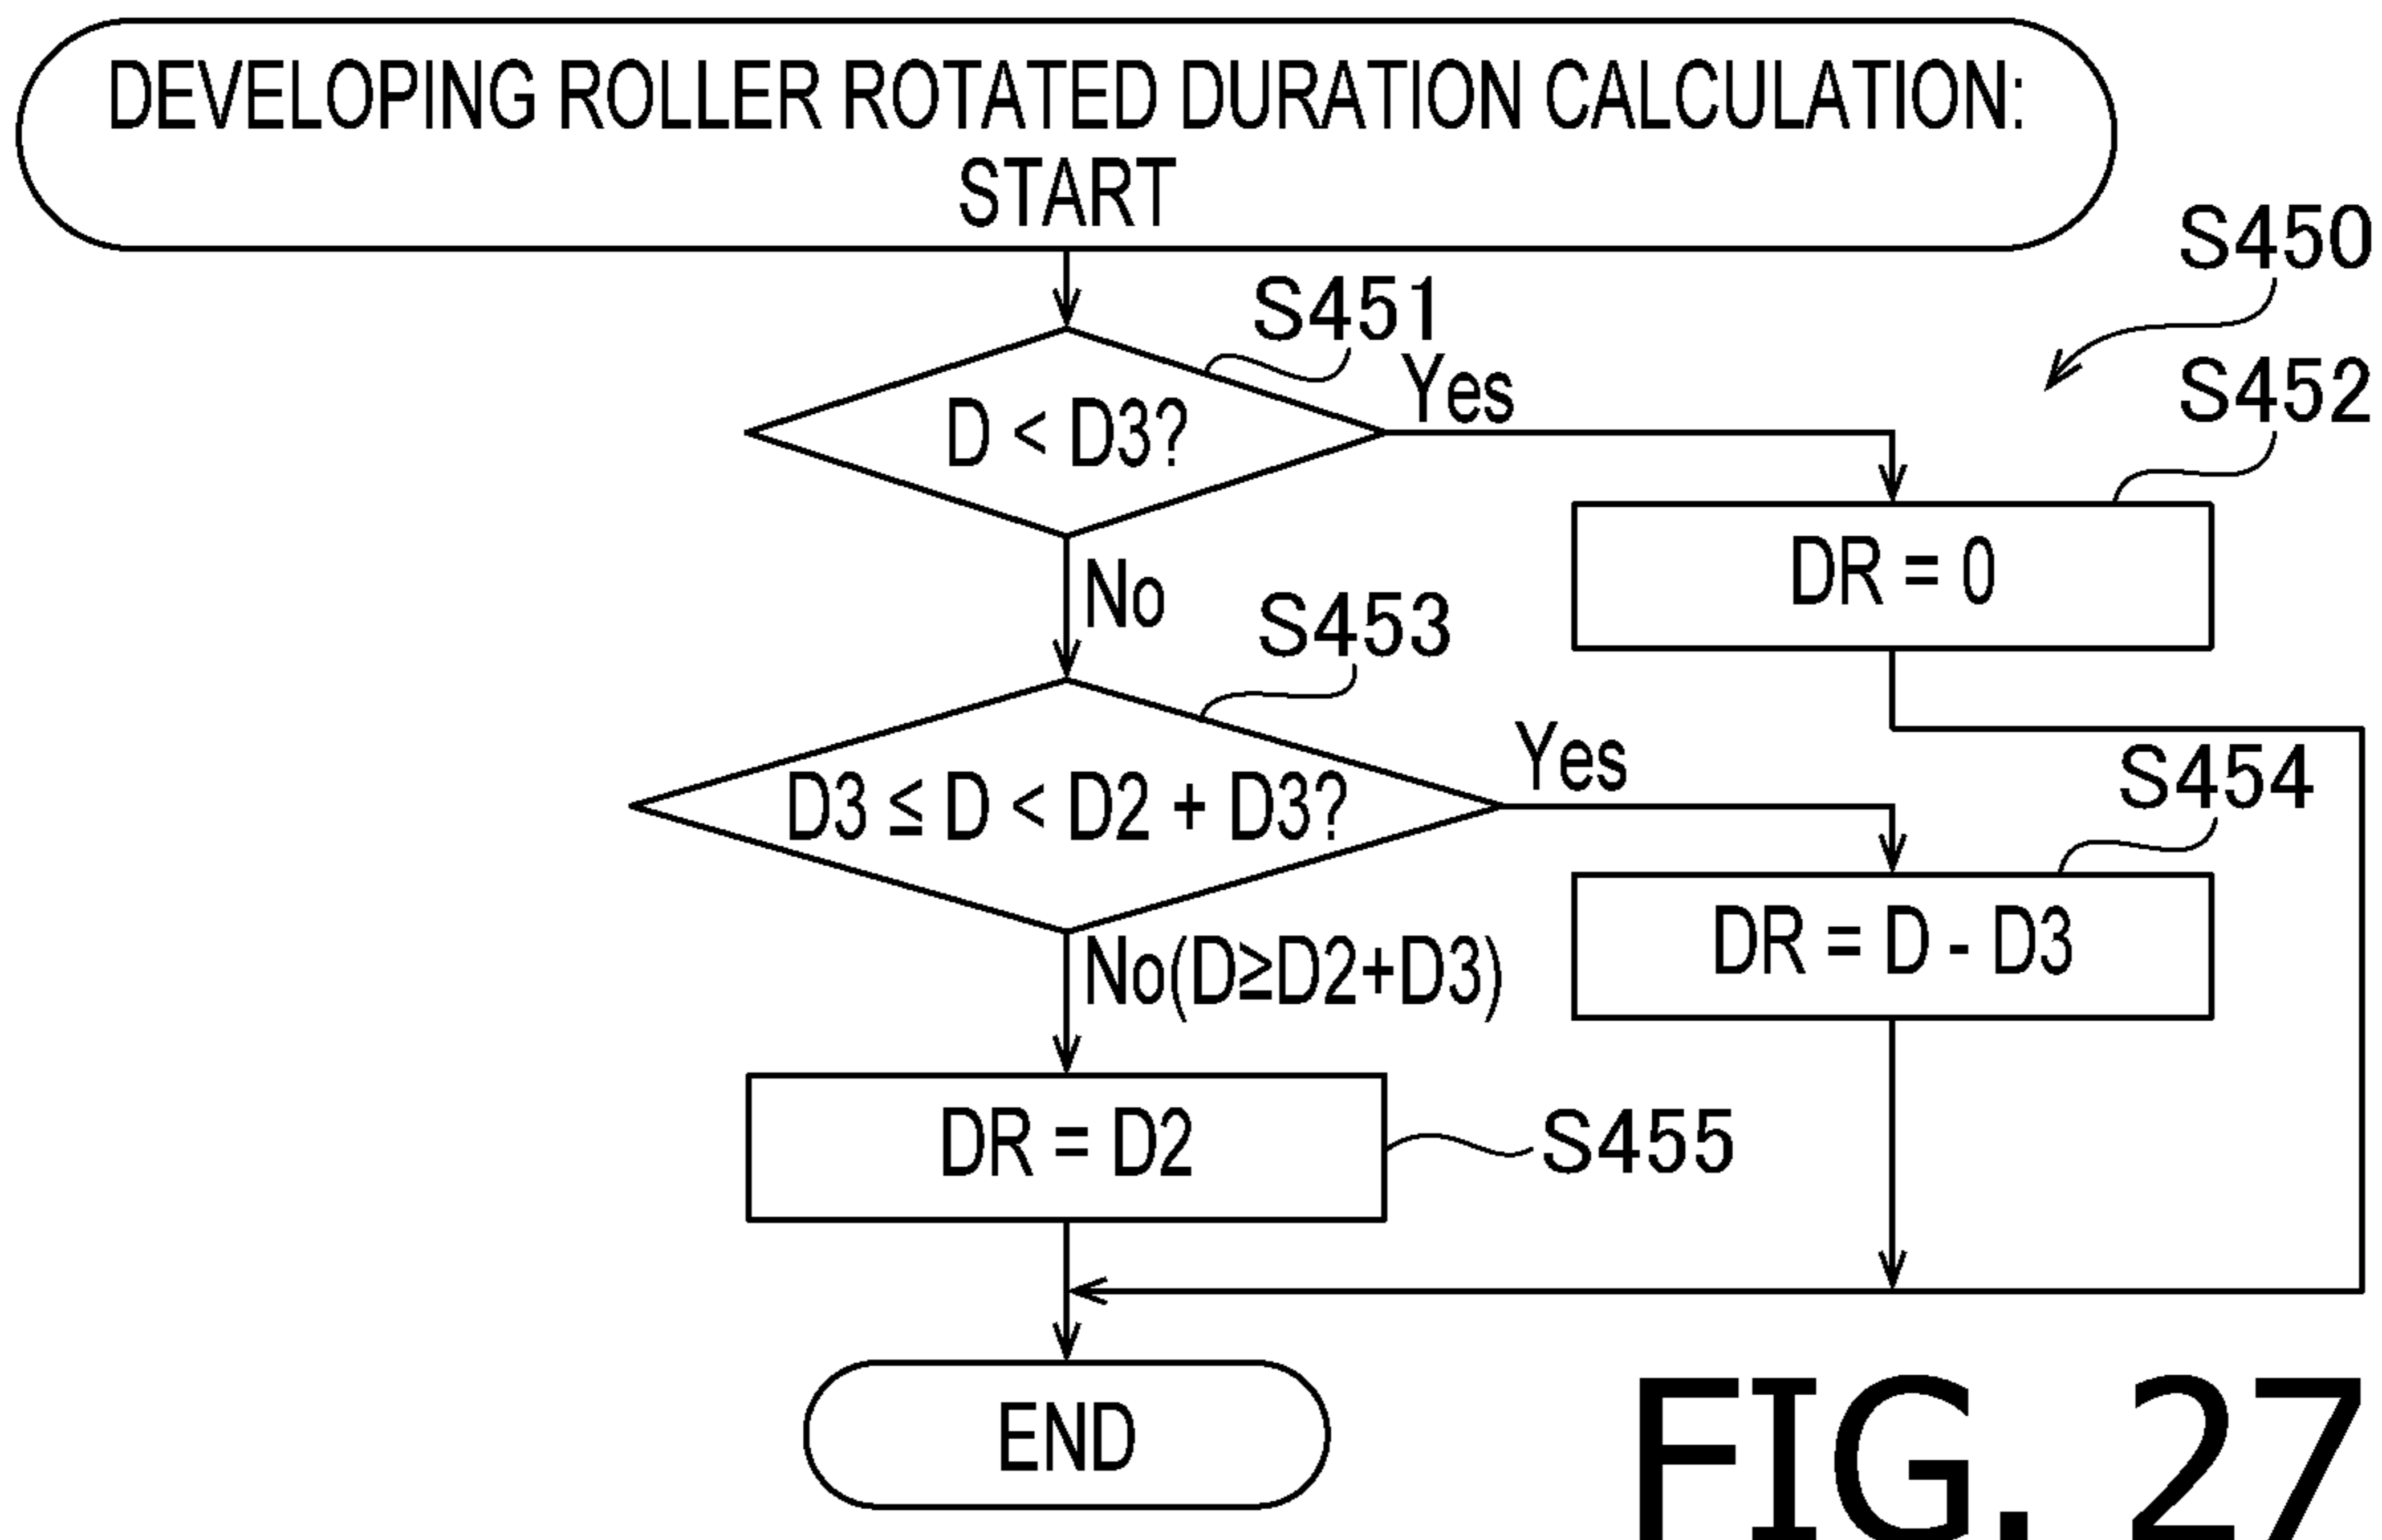 DEVELOPING ROLLER ROTATED DURATION CALCULATION:
START
S450
S451
D < D3?
Yes
S452
DR = 0
No
S453
D3 ≤ D < D2 + D3?
Yes
S454
DR = D - D3
No(D≥D2+D3)
DR = D2
S455
END
FIG. 27